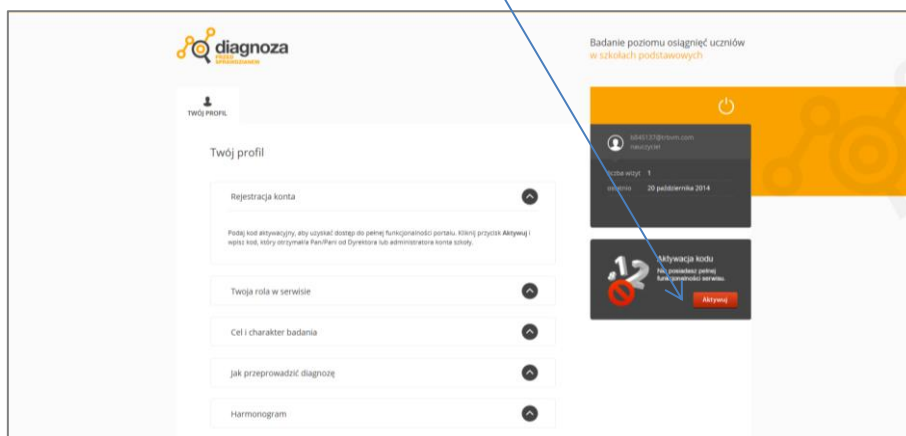 diagnoza
PRZED
SPRAWDZIANEM
Badanie poziomu osiągnięć uczniów
w szkołach podstawowych
TWÓJ PROFIL
Twój profil
Rejestracja konta
Podaj kod aktywacyjny, aby uzyskać dostęp do pełnej funkcjonalności portalu. Kliknij przycisk Aktywuj i
wpisz kod, który otrzymał/a Pan/Pani od Dyrektora lub administratora konta szkoły.
Twoja rola w serwisie
Cel i charakter badania
Jak przeprowadzić diagnozę
Harmonogram
nauczyciel
liczba wizyt 1
ostatnia 20 października 2014
Aktywacja kodu
Nie posiadasz pełnej
funkcjonalności serwisu.
Aktywuj